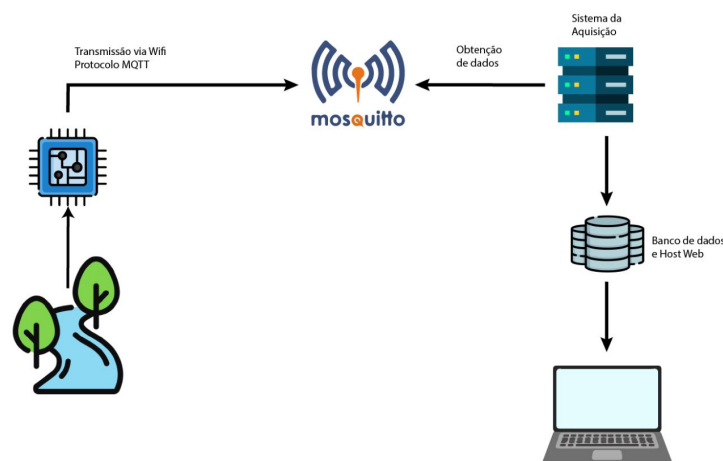 Transmissão via Wifi
Protocolo MQTT
mosquitto
Obtenção
de dados
Sistema da
Aquisição
Banco de dados
e Host Web